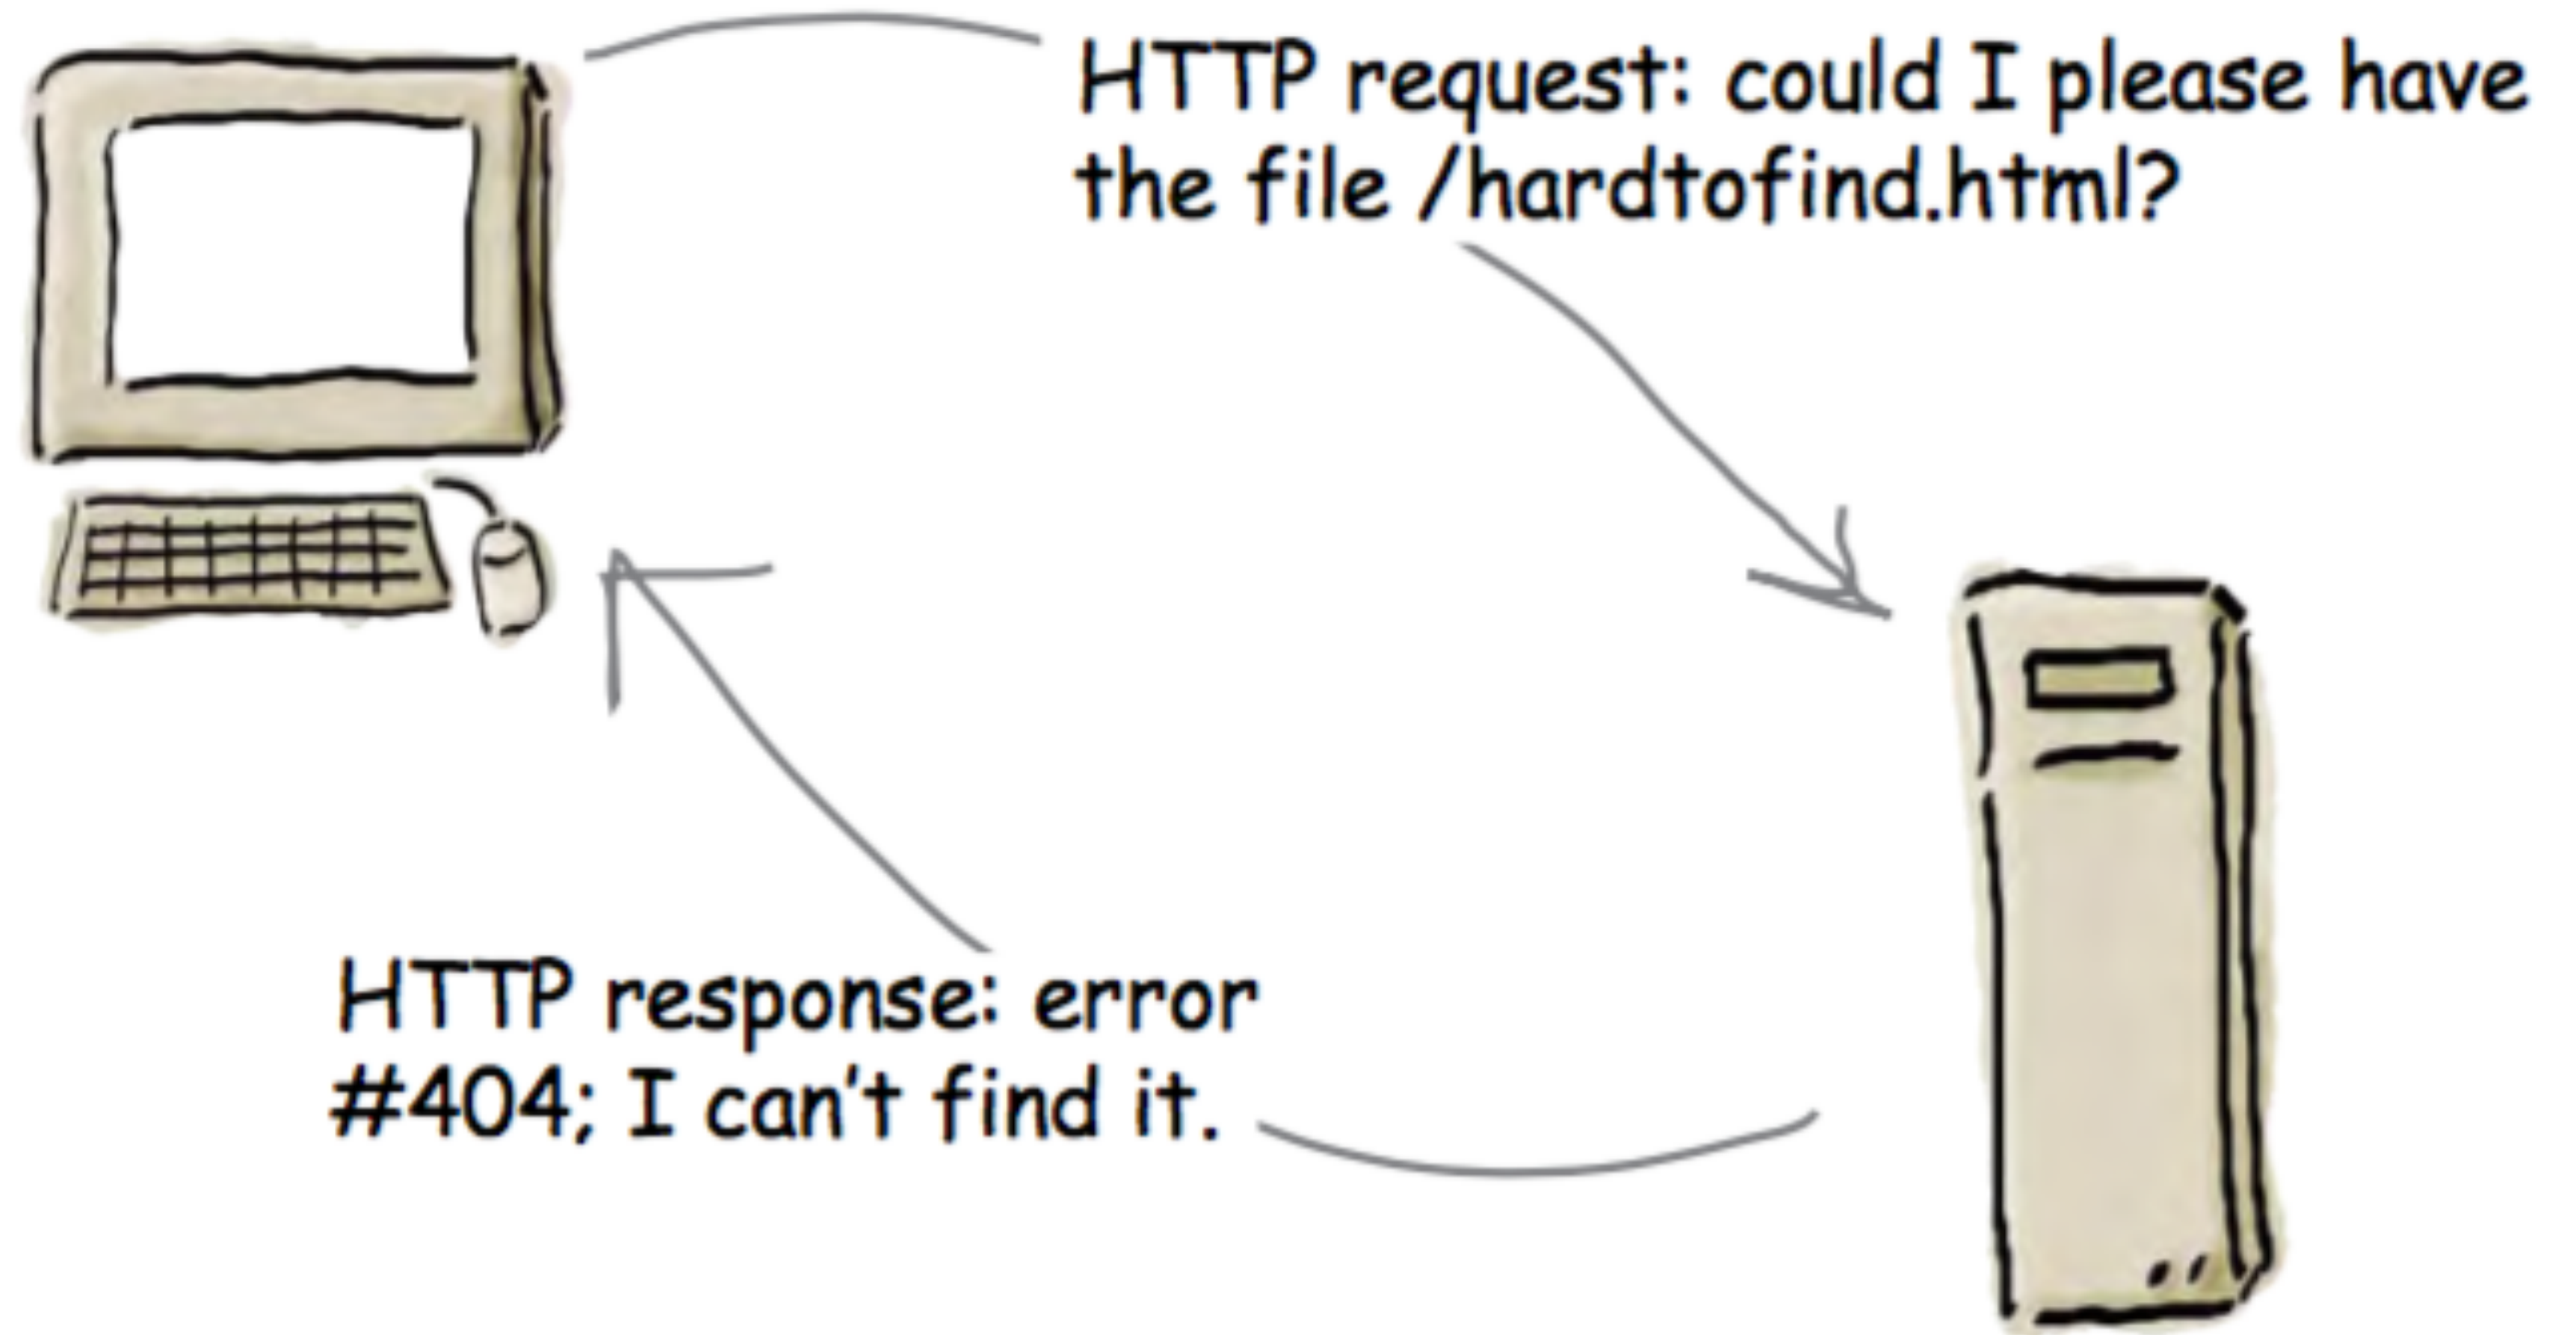 HTTP request: could I please have
the file /hardtofind.html?
HTTP response: error
#404; I can't find it.